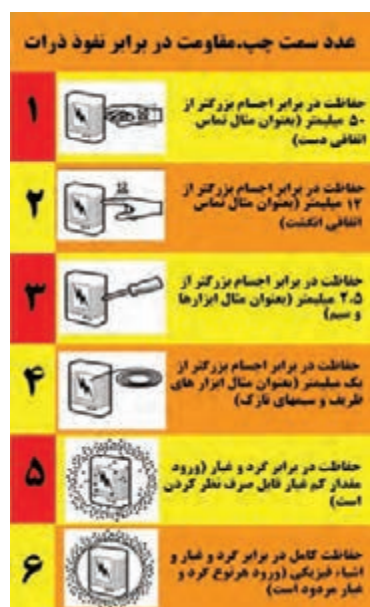 عدد سمت چپ.مقاومت در برابر نفوذ ذرات
۱
حفاظت در برابر اجسام بزرگتر از
۵۰ میلیمتر (بعنوان مثال تماس
اتفاقی دست)
۲
حفاظت در برابر اجسام بزرگتر از
۱۲ میلیمتر (بعنوان مثال تماس
اتفاقی انگشت)
۳
حفاظت در برابر اجسام بزرگتر از
۲.۵ میلیمتر (بعنوان مثال ابزارها
و سیم)
۴
حفاظت در برابر اجسام بزرگتر از
یک میلیمتر (بعنوان مثال ابزار های
ظریف و سیمهای نازک)
۵
حفاظت در برابر گرد و غبار (ورود
مقدار کم غبار قابل صرف نظر کردن
است)
۶
حفاظت کامل در برابر گرد و غبار و
اشیاء فیزیکی (ورود هرنوع گرد و
غبار مردود است)